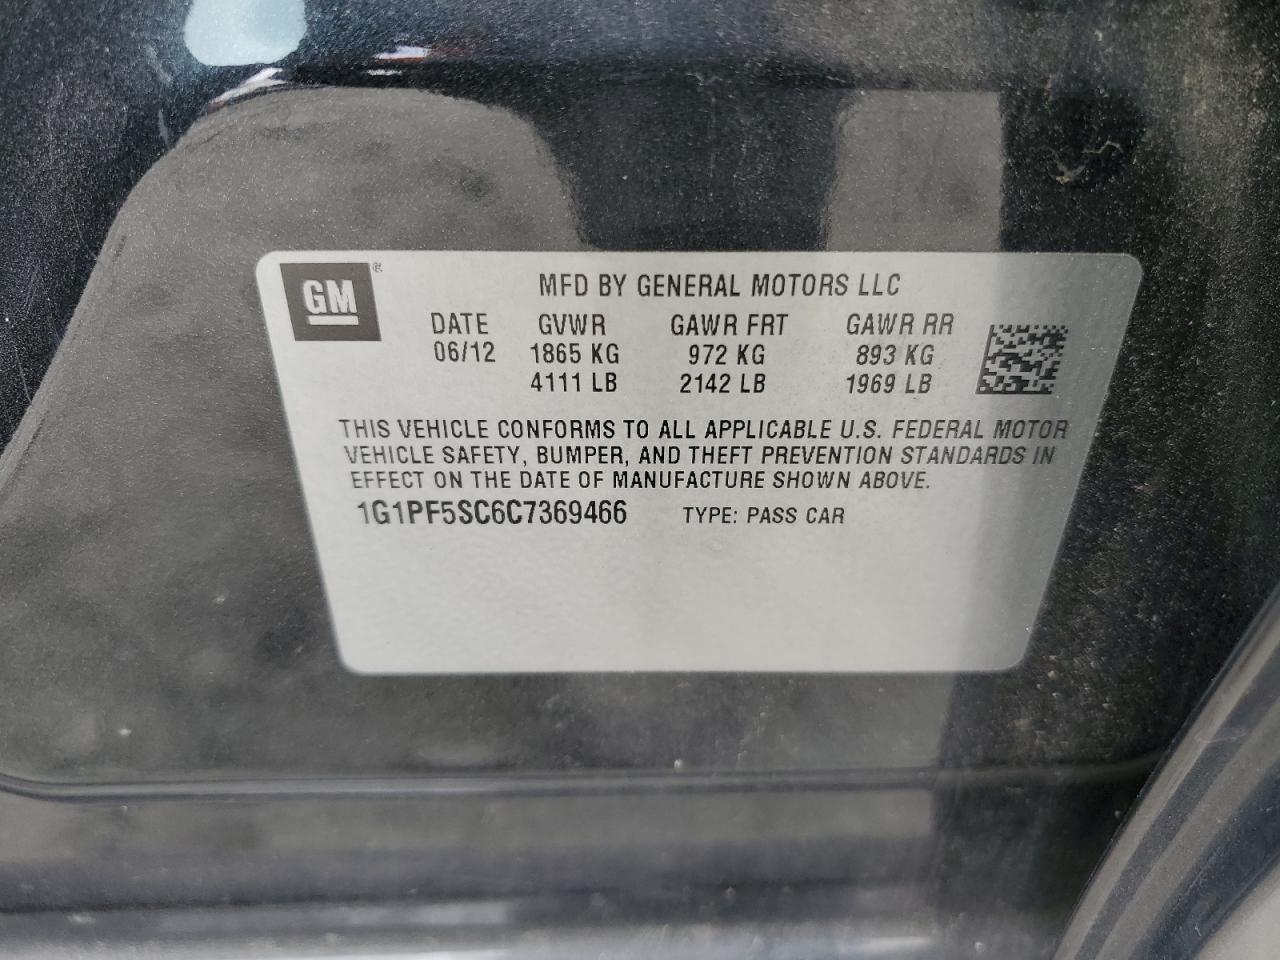 GM®
MFD BY GENERAL MOTORS LLC
DATE GVWR GAWR FRT GAWR RR
06/12 1865 KG 972 KG 893 KG
4111 LB 2142 LB 1969 LB
THIS VEHICLE CONFORMS TO ALL APPLICABLE U.S. FEDERAL MOTOR
VEHICLE SAFETY, BUMPER, AND THEFT PREVENTION STANDARDS IN
EFFECT ON THE DATE OF MANUFACTURE SHOWN ABOVE.
1G1PF5SC6C7369466 TYPE: PASS CAR